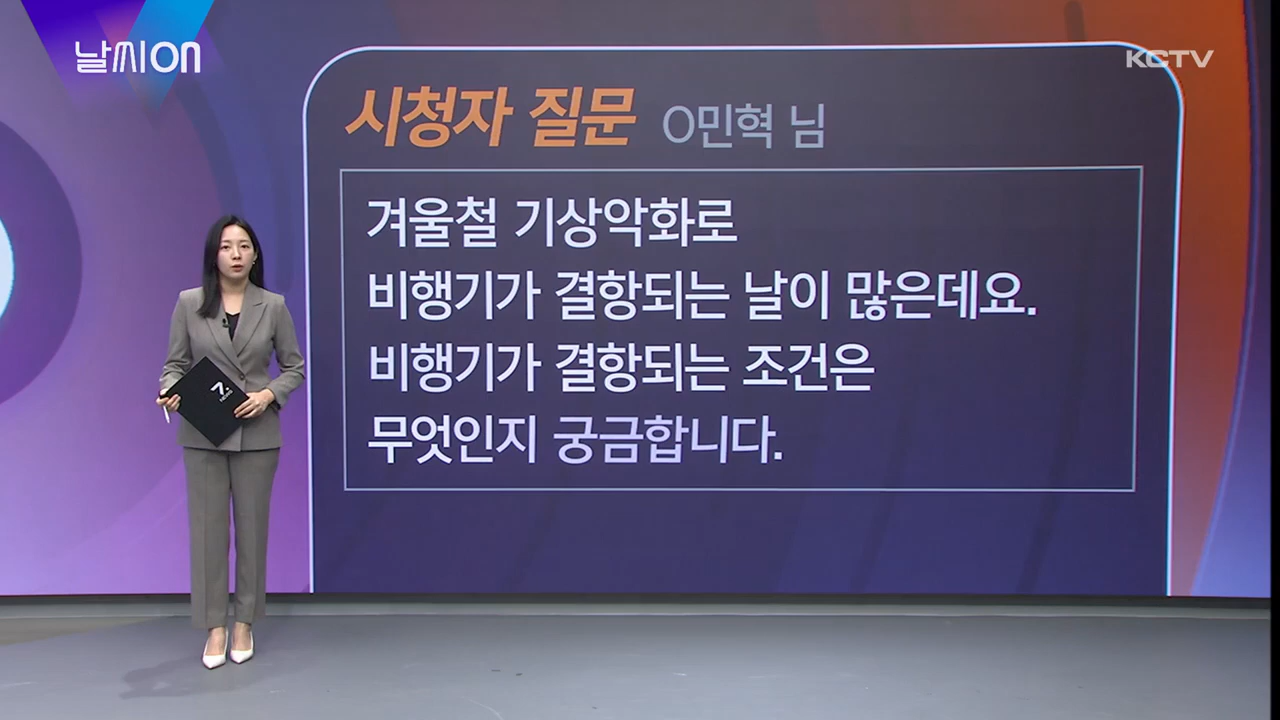 날씨ON
KCTV
시청자 질문 O민혁 님
겨울철 기상악화로
비행기가 결항되는 날이 많은데요.
비행기가 결항되는 조건은
무엇인지 궁금합니다.
7.
NEWS